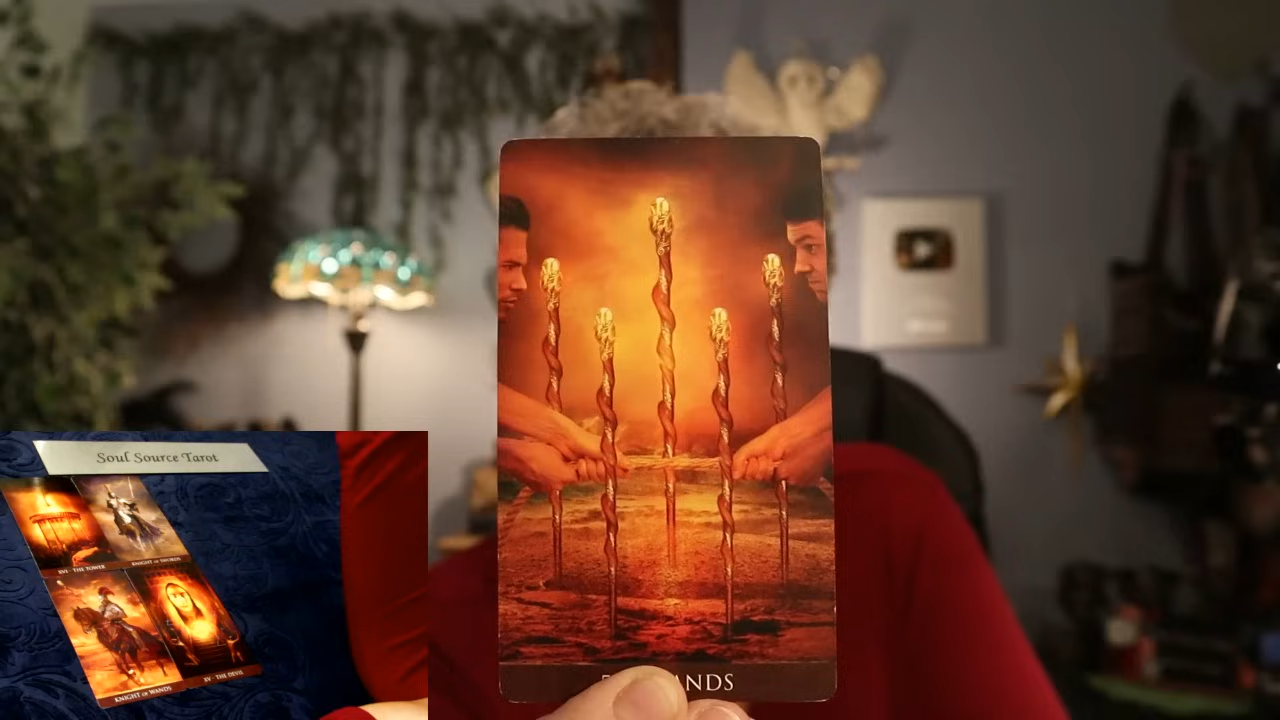 Soul Source Tarot
XVI - THE TOWER
KNIGHT OF SWORDS
KNIGHT OF WANDS
XV - THE DEVIL
ANDS